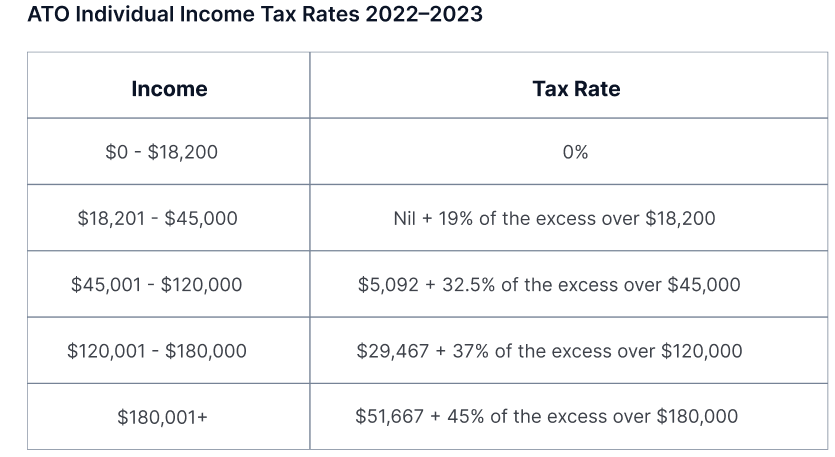 ATO Individual Income Tax Rates 2022–2023
Income Tax Rate
$0 - $18,200 0%
$18,201 - $45,000 Nil + 19% of the excess over $18,200
$45,001 - $120,000 $5,092 + 32.5% of the excess over $45,000
$120,001 - $180,000 $29,467 + 37% of the excess over $120,000
$180,001+ $51,667 + 45% of the excess over $180,000